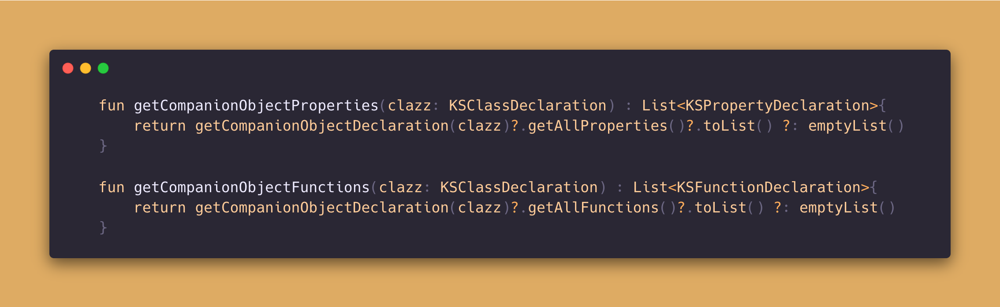 fun getCompanionObjectProperties(clazz: KSClassDeclaration) : List<KSPropertyDeclaration>{
    return getCompanionObjectDeclaration(clazz)?.getAllProperties()?.toList() ?: emptyList()
}

fun getCompanionObjectFunctions(clazz: KSClassDeclaration) : List<KSFunctionDeclaration>{
    return getCompanionObjectDeclaration(clazz)?.getAllFunctions()?.toList() ?: emptyList()
}